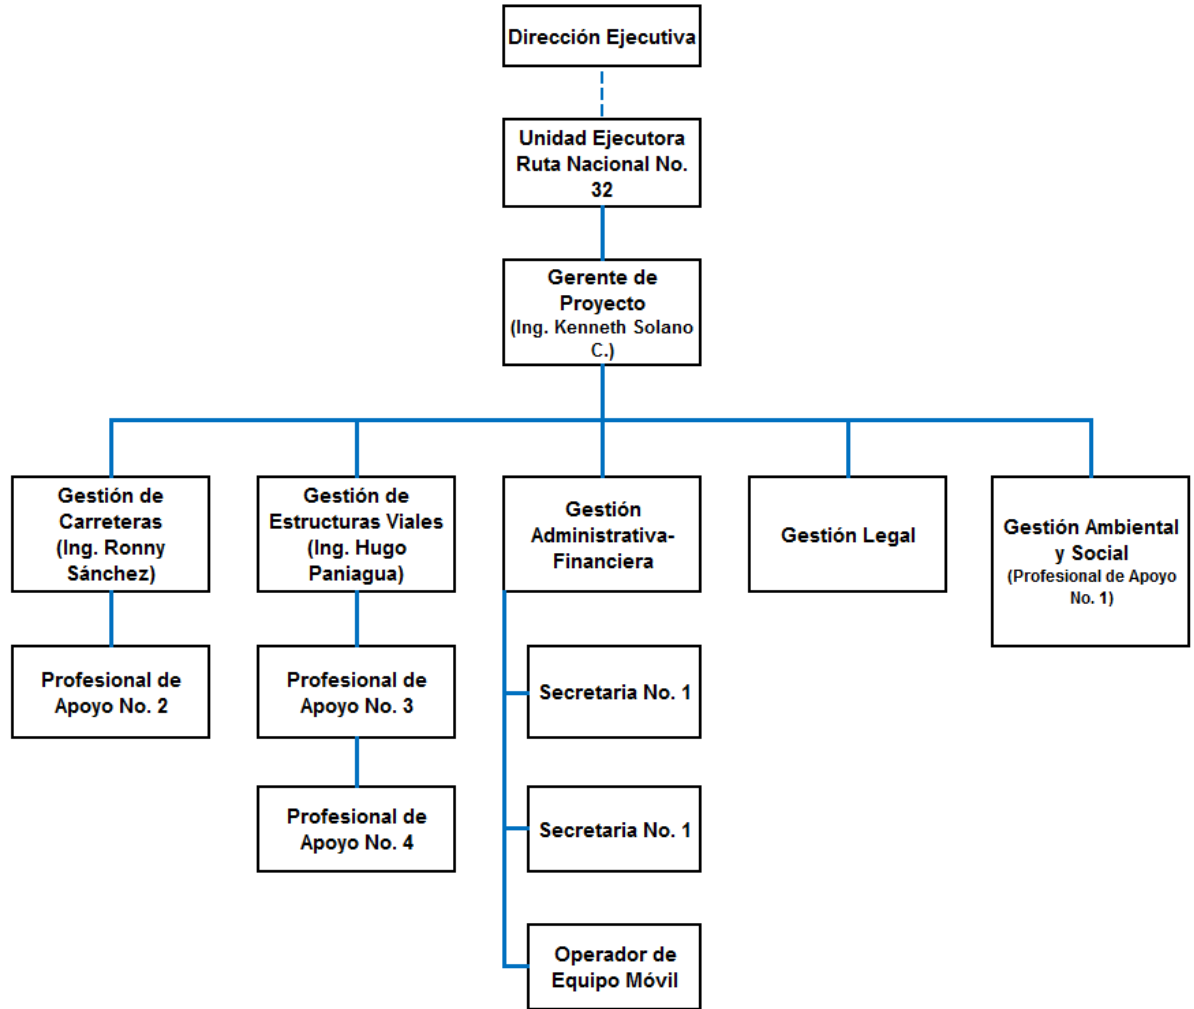 Dirección Ejecutiva
Unidad Ejecutora
Ruta Nacional No.
32
Gerente de
Proyecto
(Ing. Kenneth Solano
C.)
Gestión de
Carreteras
(Ing. Ronny
Sánchez)
Gestión de
Estructuras Viales
(Ing. Hugo
Paniagua)
Gestión
Administrativa-
Financiera
Gestión Legal
Gestión Ambiental
y Social
(Profesional de Apoyo
No. 1)
Profesional de
Apoyo No. 2
Profesional de
Apoyo No. 3
Secretaria No. 1
Profesional de
Apoyo No. 4
Secretaria No. 1
Operador de
Equipo Móvil